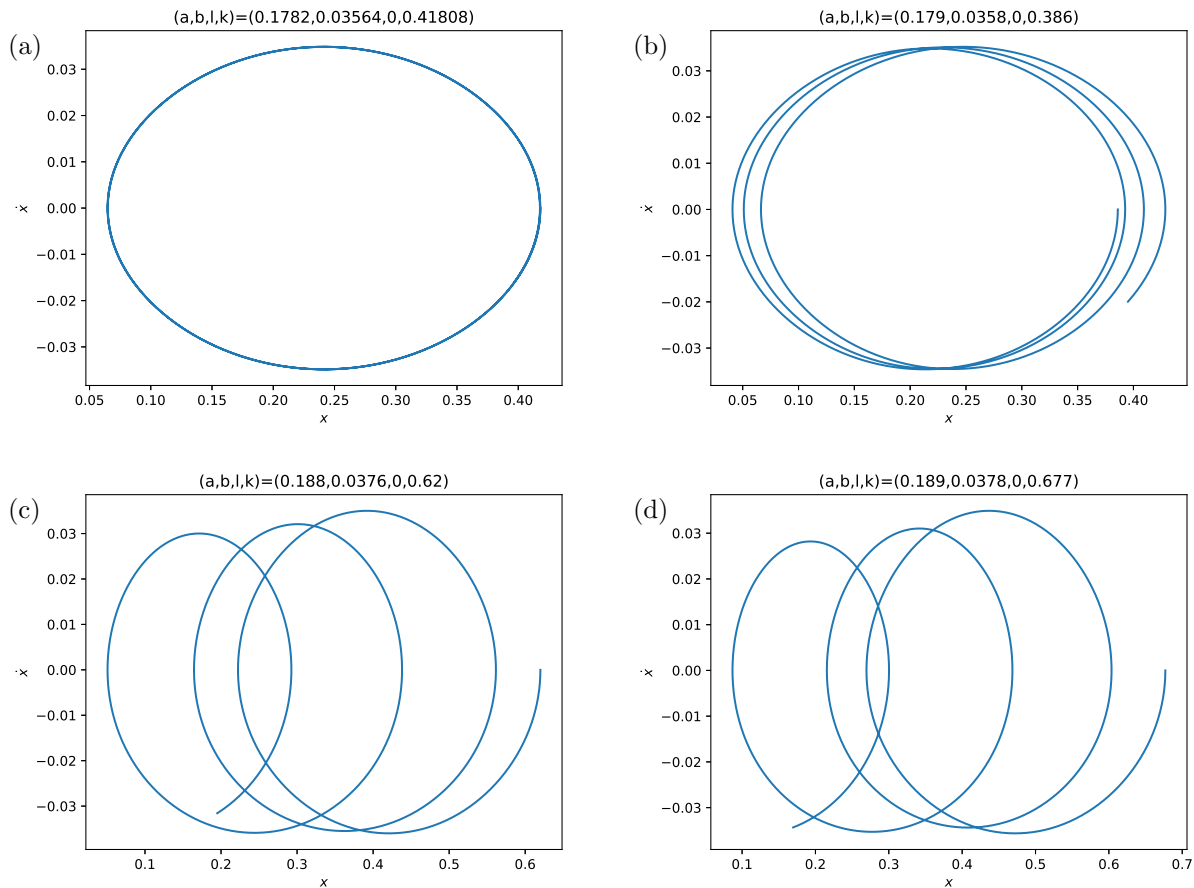 (a)
(a,b,l,k)=(0.1782,0.03564,0,0.41808)
0.03
0.02
0.01
0.00
−0.01
−0.02
−0.03
ẋ
0.05 0.10 0.15 0.20 0.25 0.30 0.35 0.40
x
(b)
(a,b,l,k)=(0.179,0.0358,0,0.386)
0.03
0.02
0.01
0.00
−0.01
−0.02
−0.03
ẋ
0.05 0.10 0.15 0.20 0.25 0.30 0.35 0.40
x
(c)
(a,b,l,k)=(0.188,0.0376,0,0.62)
0.03
0.02
0.01
0.00
−0.01
−0.02
−0.03
ẋ
0.1 0.2 0.3 0.4 0.5 0.6
x
(d)
(a,b,l,k)=(0.189,0.0378,0,0.677)
0.03
0.02
0.01
0.00
−0.01
−0.02
−0.03
ẋ
0.1 0.2 0.3 0.4 0.5 0.6 0.7
x